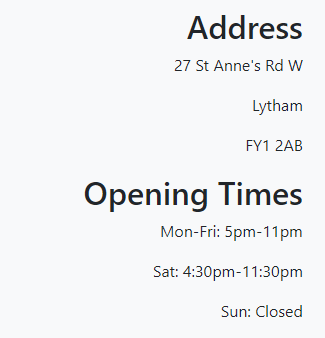 Address
27 St Anne's Rd W
Lytham
FY1 2AB
Opening Times
Mon-Fri: 5pm-11pm
Sat: 4:30pm-11:30pm
Sun: Closed